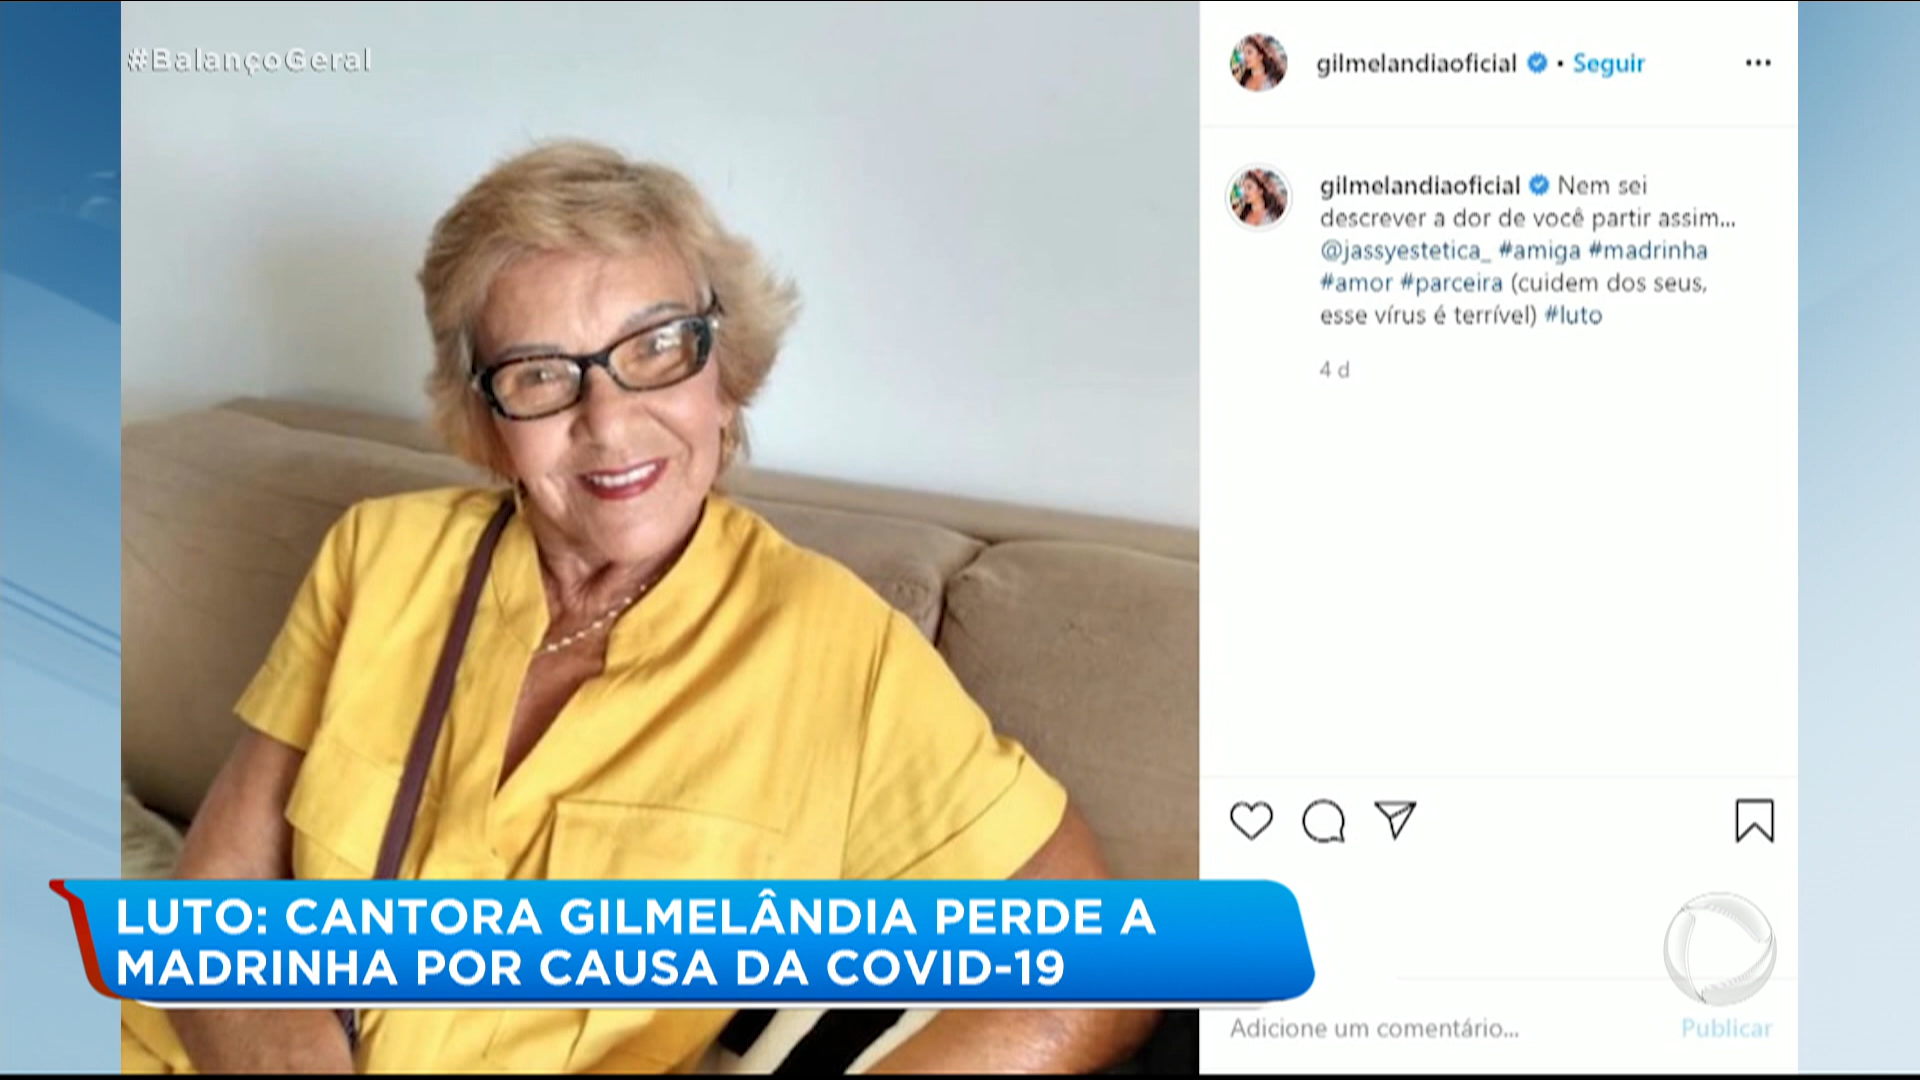 #BalançoGeral
gilmelandiaoficial • Seguir
gilmelandiaoficial Nem sei
descrever a dor de você partir assim...
@jassyestetica_ #amiga #madrinha
#amor #parceira (cuidem dos seus,
esse vírus é terrível) #luto
4 d
LUTO: CANTORA GILMELÂNDIA PERDE A
MADRINHA POR CAUSA DA COVID-19
Adicione um comentário...
Publicar